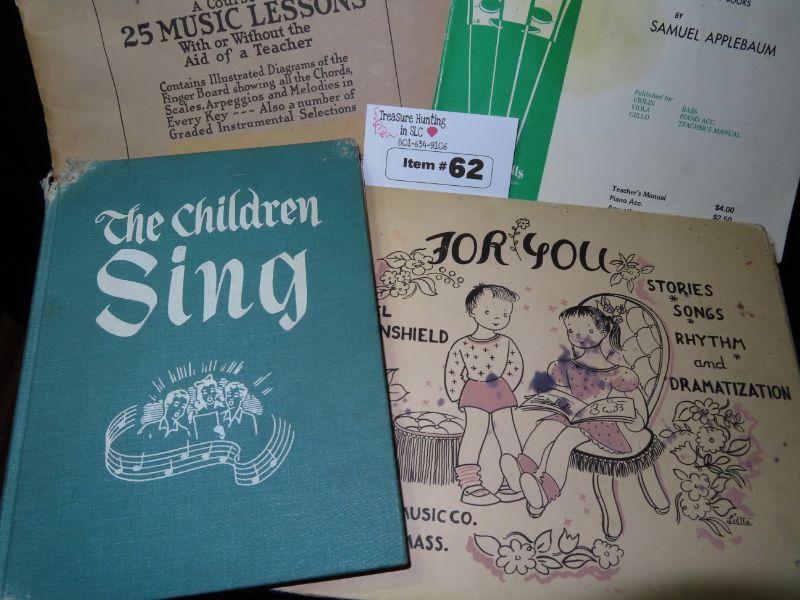 A Course
25 MUSIC LESSONS
With or Without the
Aid of a Teacher
Contains Illustrated Diagrams of the
Finger Board showing all the Chords,
Scales, Arpeggios and Melodies in
Every Key --- Also a number of
Graded Instrumental Selections
BOOKS
BY
SAMUEL APPLEBAUM
Published for
VIOLIN
VIOLA
CELLO
BASS
PIANO ACC.
TEACHER'S MANUAL
Teacher's Manual
Piano Acc.
$4.00
$2.50
Treasure Hunting
in SLC
801-634-9106
Item # 62
The Children
Sing
FOR YOU
STORIES
SONGS
RHYTHM
and
DRAMATIZATION
EL
NSHIELD
MUSIC CO.
MASS.